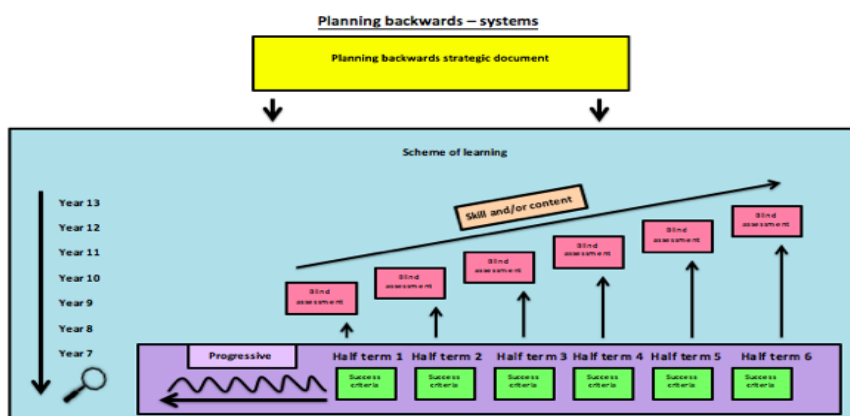 Planning backwards – systems
Planning backwards strategic document
Scheme of learning
Skill and/or content
Year 13
Year 12
Year 11
Year 10
Year 9
Year 8
Year 7
Blind
assessment
Blind
assessment
Blind
assessment
Blind
assessment
Blind
assessment
Blind
assessment
Progressive
Half term 1
Half term 2
Half term 3
Half term 4
Half term 5
Half term 6
Success
criteria
Success
criteria
Success
criteria
Success
criteria
Success
criteria
Success
criteria